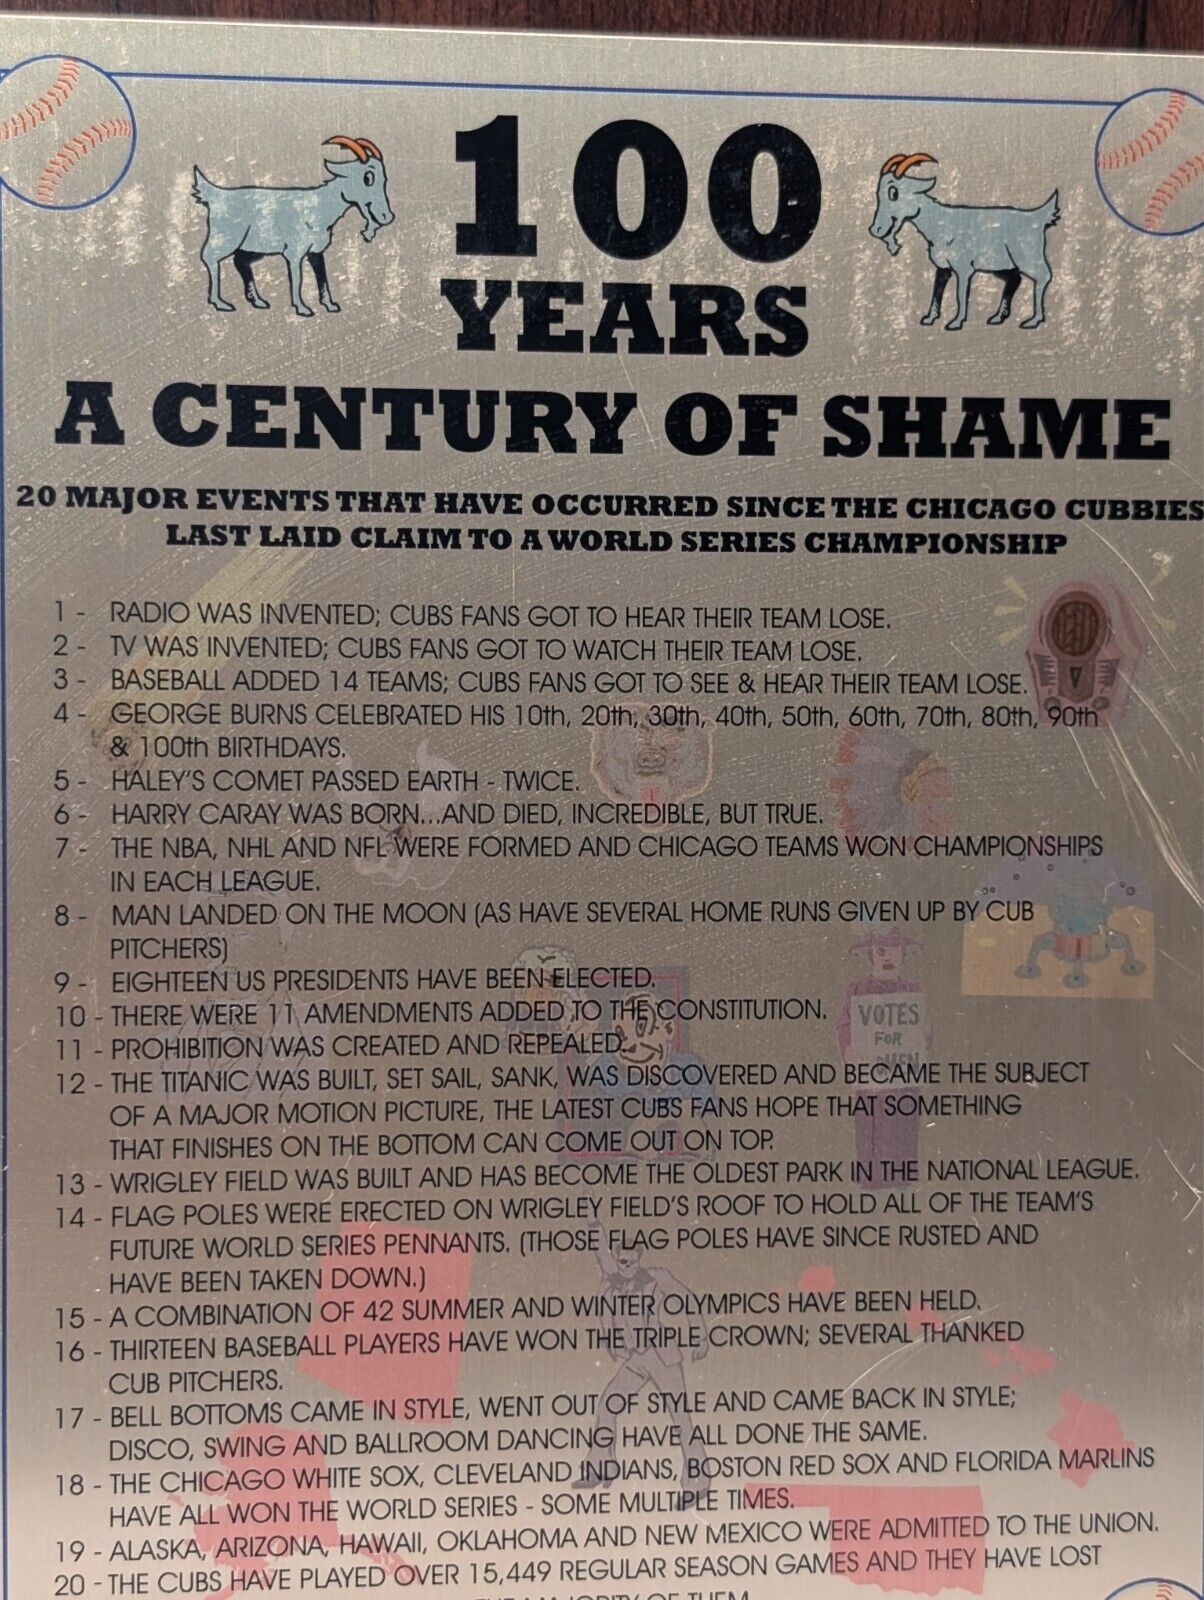 100
YEARS
A CENTURY OF SHAME
20 MAJOR EVENTS THAT HAVE OCCURRED SINCE THE CHICAGO CUBBIES
LAST LAID CLAIM TO A WORLD SERIES CHAMPIONSHIP
1 - RADIO WAS INVENTED; CUBS FANS GOT TO HEAR THEIR TEAM LOSE.
2 - TV WAS INVENTED; CUBS FANS GOT TO WATCH THEIR TEAM LOSE.
3 - BASEBALL ADDED 14 TEAMS; CUBS FANS GOT TO SEE & HEAR THEIR TEAM LOSE.
4 - GEORGE BURNS CELEBRATED HIS 10th, 20th, 30th, 40th, 50th, 60th, 70th, 80th, 90th
& 100th BIRTHDAYS.
5 - HALEY'S COMET PASSED EARTH - TWICE.
6 - HARRY CARAY WAS BORN...AND DIED, INCREDIBLE, BUT TRUE.
7 - THE NBA, NHL AND NFL WERE FORMED AND CHICAGO TEAMS WON CHAMPIONSHIPS
IN EACH LEAGUE.
8 - MAN LANDED ON THE MOON (AS HAVE SEVERAL HOME RUNS GIVEN UP BY CUB
PITCHERS)
9 - EIGHTEEN US PRESIDENTS HAVE BEEN ELECTED.
10 - THERE WERE 11 AMENDMENTS ADDED TO THE CONSTITUTION.
VOTES
FOR
11 - PROHIBITION WAS CREATED AND REPEALED.
12 - THE TITANIC WAS BUILT, SET SAIL, SANK, WAS DISCOVERED AND BECAME THE SUBJECT
OF A MAJOR MOTION PICTURE, THE LATEST CUBS FANS HOPE THAT SOMETHING
THAT FINISHES ON THE BOTTOM CAN COME OUT ON TOP.
13 - WRIGLEY FIELD WAS BUILT AND HAS BECOME THE OLDEST PARK IN THE NATIONAL LEAGUE.
14 - FLAG POLES WERE ERECTED ON WRIGLEY FIELD'S ROOF TO HOLD ALL OF THE TEAM'S
FUTURE WORLD SERIES PENNANTS. (THOSE FLAG POLES HAVE SINCE RUSTED AND
HAVE BEEN TAKEN DOWN.)
15 - A COMBINATION OF 42 SUMMER AND WINTER OLYMPICS HAVE BEEN HELD.
16 - THIRTEEN BASEBALL PLAYERS HAVE WON THE TRIPLE CROWN; SEVERAL THANKED
CUB PITCHERS.
17 - BELL BOTTOMS CAME IN STYLE, WENT OUT OF STYLE AND CAME BACK IN STYLE;
DISCO, SWING AND BALLROOM DANCING HAVE ALL DONE THE SAME.
18 - THE CHICAGO WHITE SOX, CLEVELAND INDIANS, BOSTON RED SOX AND FLORIDA MARLINS
HAVE ALL WON THE WORLD SERIES - SOME MULTIPLE TIMES.
19 - ALASKA, ARIZONA, HAWAII, OKLAHOMA AND NEW MEXICO WERE ADMITTED TO THE UNION.
20 - THE CUBS HAVE PLAYED OVER 15,449 REGULAR SEASON GAMES AND THEY HAVE LOST
THE MAJORITY OF THEM